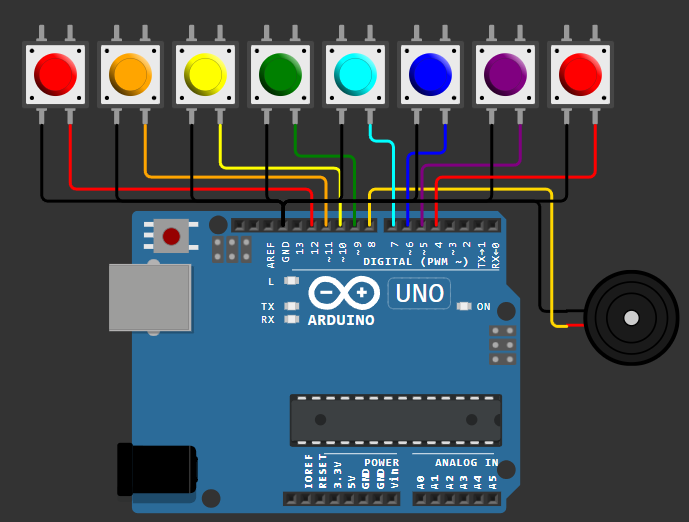 AREF
GND
13
12
~11
~10
~9
8
7
~6
~5
4
~3
2
TX→1
RX←0
DIGITAL (PWM ~)
L
TX
RX
UNO
ON
ARDUINO
IOREF
RESET
3.3V
5V
GND
GND
Vin
POWER
ANALOG IN
A0
A1
A2
A3
A4
A5